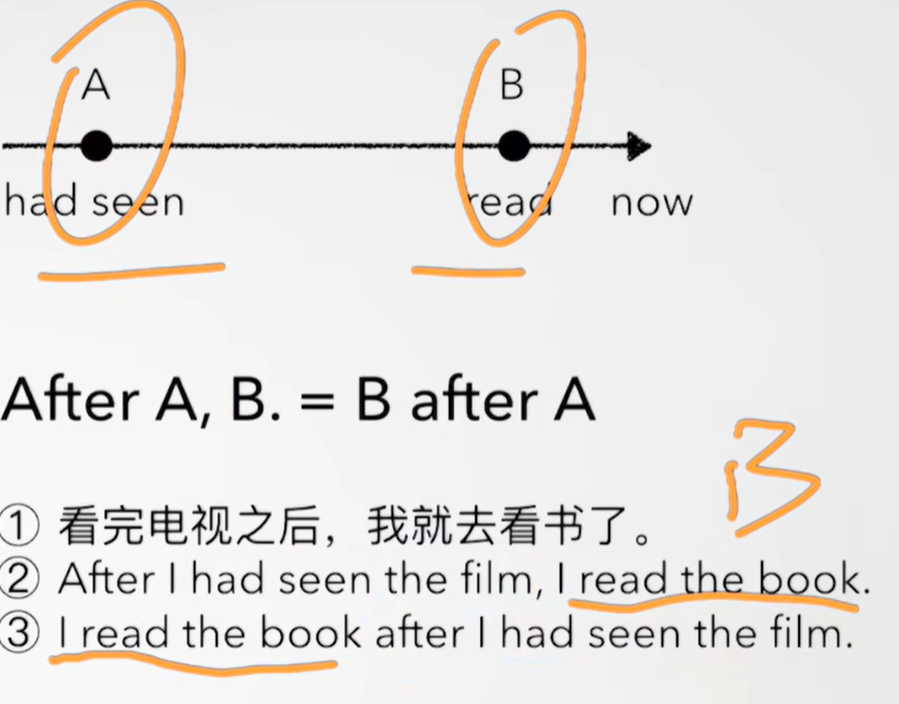 A B
had seen read now
After A, B. = B after A
B
① 看完电视之后，我就去看书了。
② After I had seen the film, I read the book.
③ I read the book after I had seen the film.